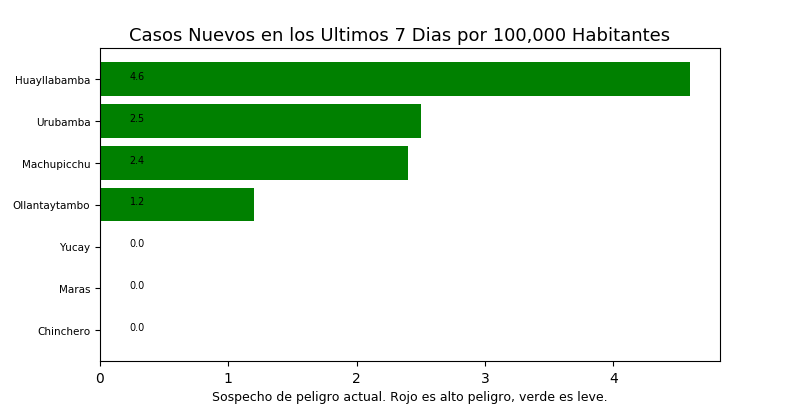 Casos Nuevos en los Ultimos 7 Dias por 100,000 Habitantes
Huayllabamba 4.6
Urubamba 2.5
Machupicchu 2.4
Ollantaytambo 1.2
Yucay 0.0
Maras 0.0
Chinchero 0.0
0 1 2 3 4
Sospecho de peligro actual. Rojo es alto peligro, verde es leve.